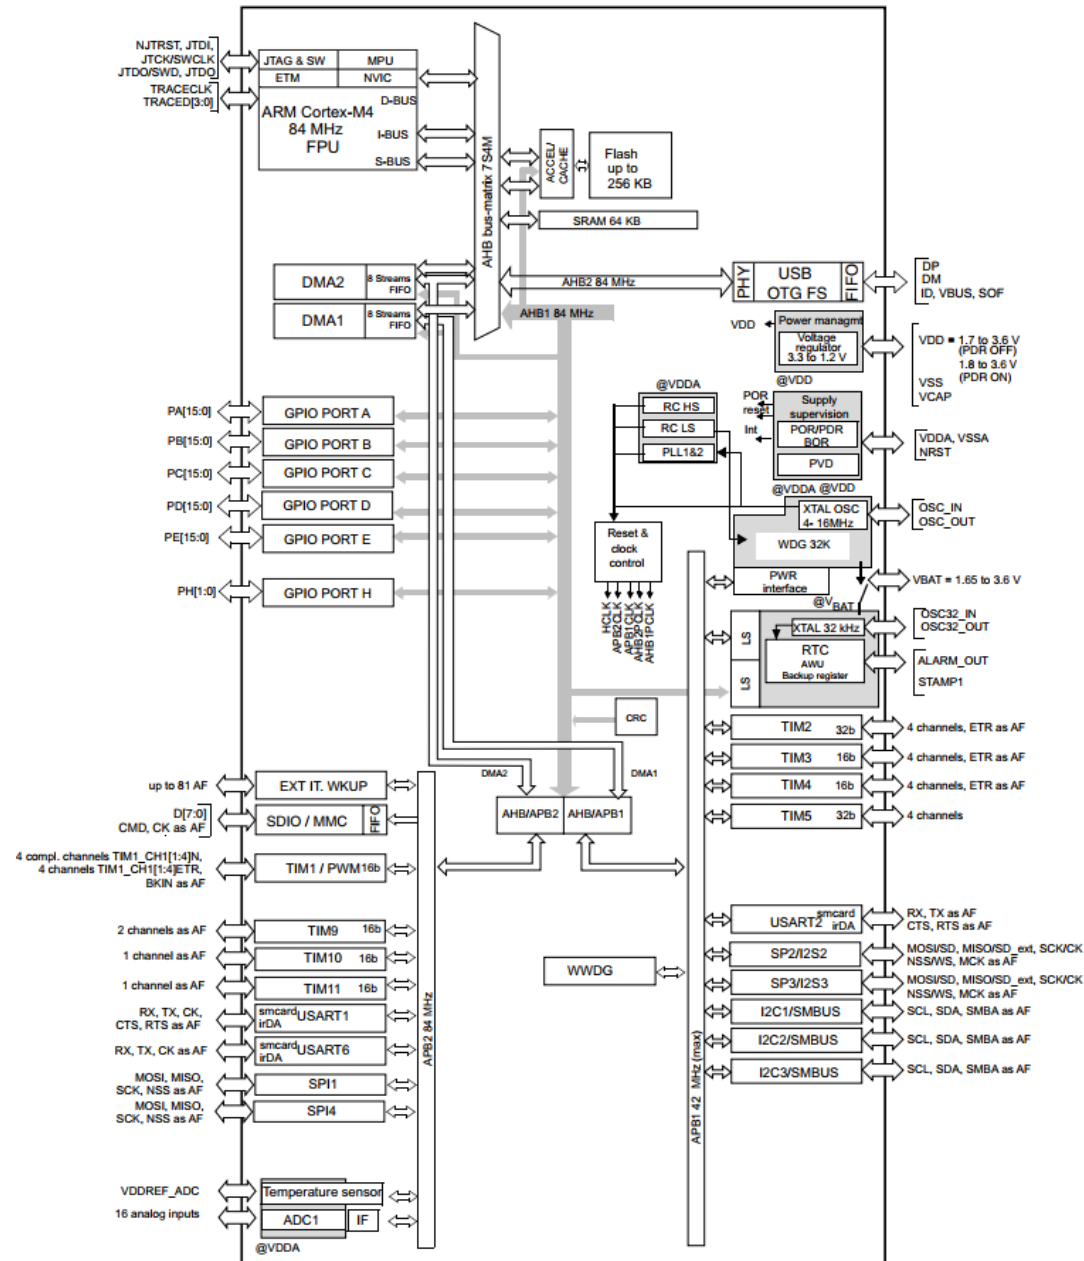 NJTRST, JTDI,
JTCK/SWCLK
JTDO/SWD, JTDO
TRACECLK
TRACED[3:0]
JTAG & SW
MPU
ETM
NVIC
D-BUS
ARM Cortex-M4
84 MHz
FPU
I-BUS
S-BUS
AHB bus-matrix 7S4M
ACCEL/
CACHE
Flash
up to
256 KB
SRAM 64 KB
DMA2
8 Streams
FIFO
DMA1
8 Streams
FIFO
AHB2 84 MHz
AHB1 84 MHz
PHY
USB
OTG FS
FIFO
DP
DM
ID, VBUS, SOF
VDD
Power managmt
Voltage
regulator
3.3 to 1.2 V
@VDD
VDD = 1.7 to 3.6 V
(PDR OFF)
1.8 to 3.6 V
(PDR ON)
VSS
VCAP
@VDDA
RC HS
RC LS
PLL1&2
POR
reset
Int
Supply
supervision
POR/PDR
BOR
PVD
VDDA, VSSA
NRST
@VDDA
@VDD
XTAL OSC
4- 16MHz
OSC_IN
OSC_OUT
WDG 32K
Reset &
clock
control
HCLK
APB2CLK
APB1CLK
AHB2PCLK
AHB1PCLK
PWR
interface
VBAT = 1.65 to 3.6 V
@VBAT
LS
XTAL 32 kHz
OSC32_IN
OSC32_OUT
LS
RTC
AWU
Backup register
ALARM_OUT
STAMP1
PA[15:0]
GPIO PORT A
PB[15:0]
GPIO PORT B
PC[15:0]
GPIO PORT C
PD[15:0]
GPIO PORT D
PE[15:0]
GPIO PORT E
PH[1:0]
GPIO PORT H
CRC
DMA2
DMA1
AHB/APB2
AHB/APB1
TIM2
32b
4 channels, ETR as AF
TIM3
16b
4 channels, ETR as AF
TIM4
16b
4 channels, ETR as AF
TIM5
32b
4 channels
up to 81 AF
EXT IT. WKUP
D[7:0]
CMD, CK as AF
SDIO / MMC
FIFO
4 compl. channels TIM1_CH1[1:4]N,
4 channels TIM1_CH1[1:4]ETR,
BKIN as AF
TIM1 / PWM
16b
2 channels as AF
TIM9
16b
1 channel as AF
TIM10
16b
1 channel as AF
TIM11
16b
RX, TX, CK,
CTS, RTS as AF
smcard
irDA
USART1
RX, TX, CK as AF
smcard
irDA
USART6
MOSI, MISO,
SCK, NSS as AF
SPI1
MOSI, MISO,
SCK, NSS as AF
SPI4
VDDREF_ADC
Temperature sensor
16 analog inputs
ADC1
IF
@VDDA
APB2 84 MHz
WWDG
APB1 42 MHz (max)
USART2
smcard
irDA
RX, TX as AF
CTS, RTS as AF
SP2/I2S2
MOSI/SD, MISO/SD_ext, SCK/CK
NSS/WS, MCK as AF
SP3/I2S3
MOSI/SD, MISO/SD_ext, SCK/CK
NSS/WS, MCK as AF
I2C1/SMBUS
SCL, SDA, SMBA as AF
I2C2/SMBUS
SCL, SDA, SMBA as AF
I2C3/SMBUS
SCL, SDA, SMBA as AF